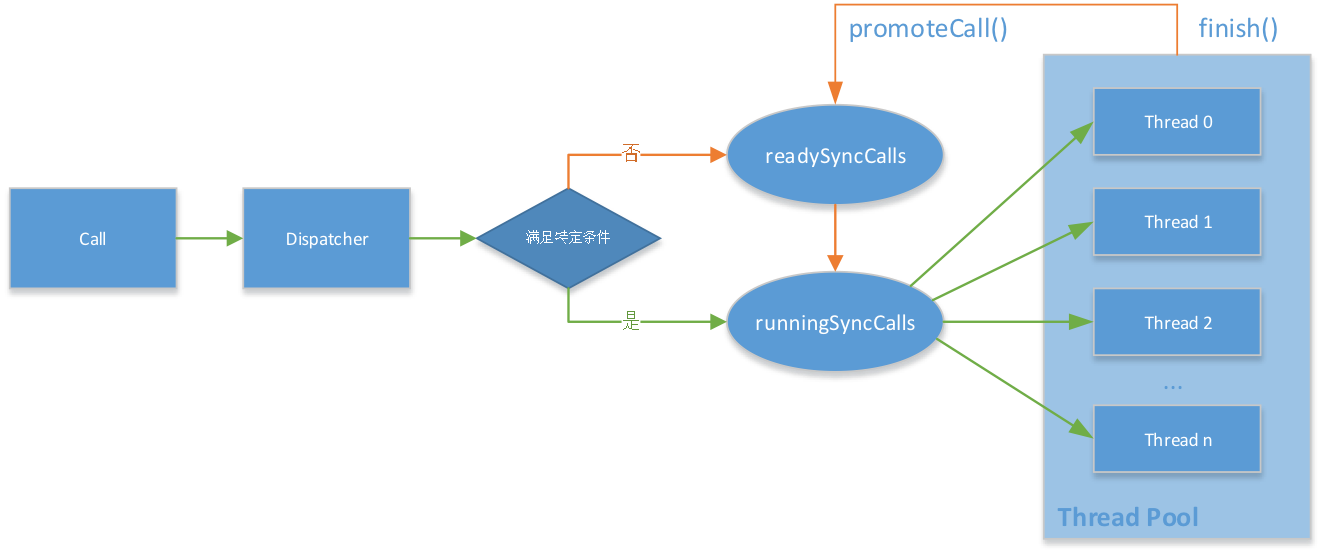 promoteCall()
finish()
Thread 0
否
readySyncCalls
Thread 1
Call
Dispatcher
满足特定条件
是
runningSyncCalls
Thread 2
...
Thread n
Thread Pool